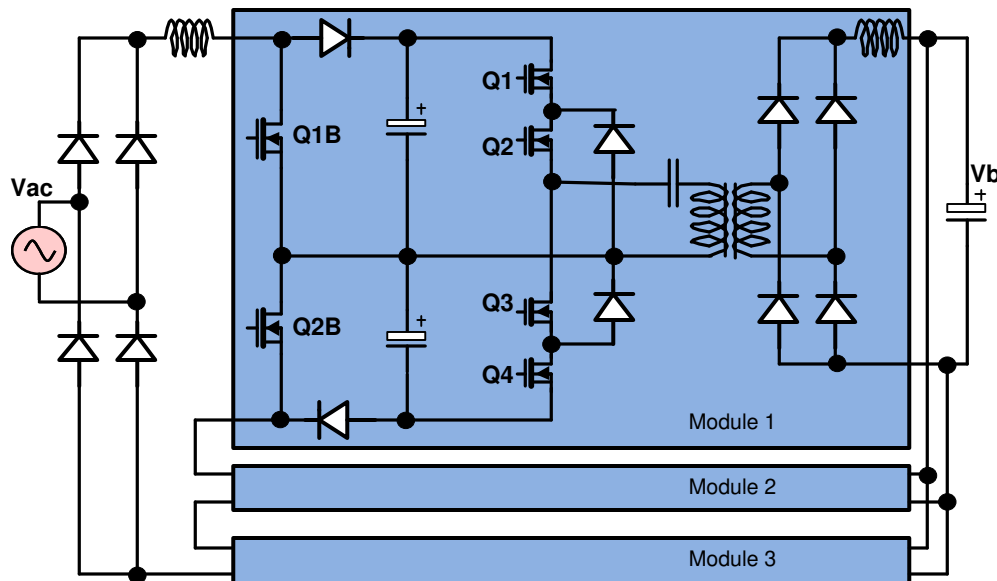 Q1
Q1B
Q2
Vac
Vb
+
+
Q3
Q2B
+
Q4
Module 1
Module 2
Module 3